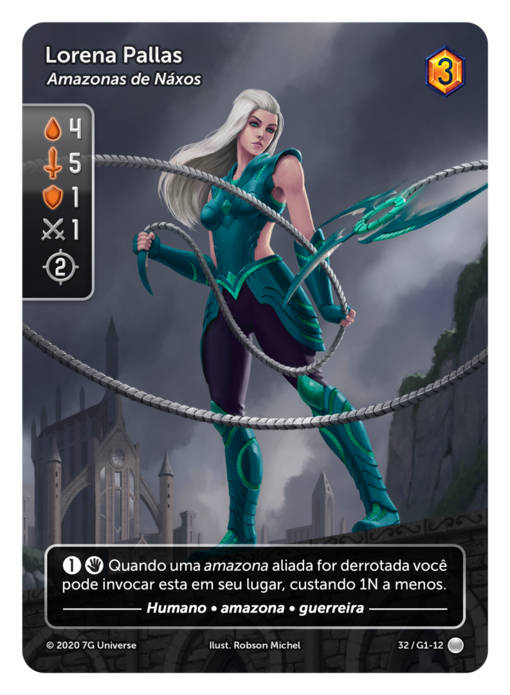 Lorena Pallas
Amazonas de Náxos
3
4
5
1
1
2
1 Quando uma amazona aliada for derrotada você
pode invocar esta em seu lugar, custando 1N a menos.
Humano • amazona • guerreira
© 2020 7G Universe
Ilust. Robson Michel
32 / G1-12